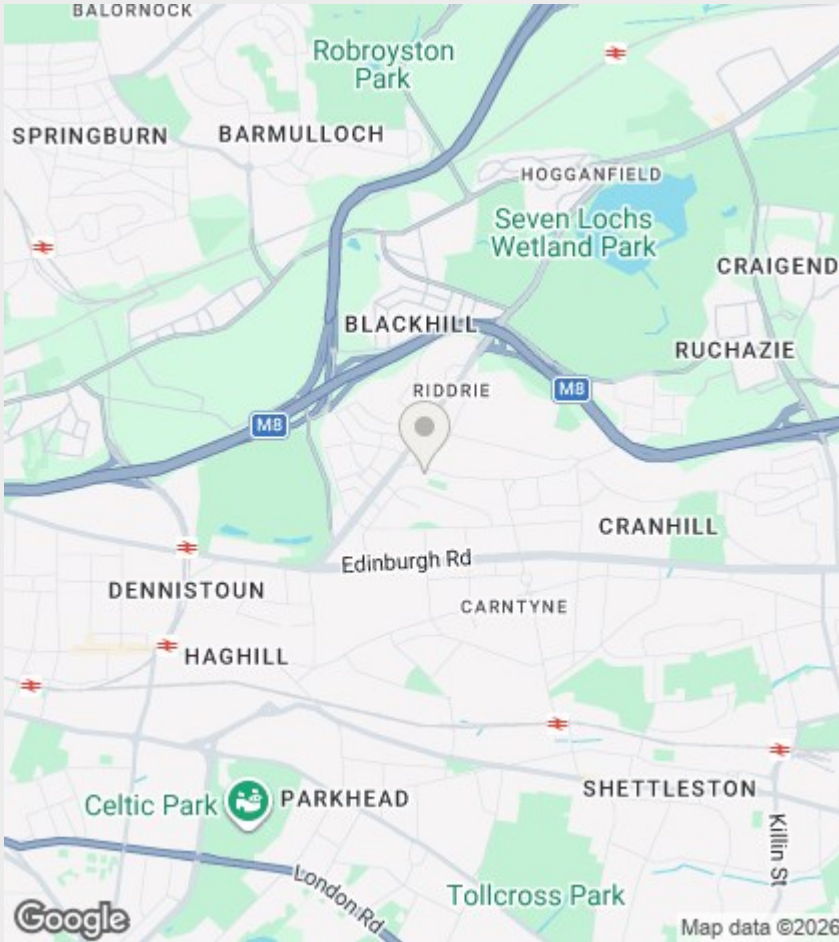 BALORNOCK
Robroyston
Park
SPRINGBURN
BARMULLOCH
HOGGANFIELD
Seven Lochs
Wetland Park
CRAIGEND
BLACKHILL
RUCHAZIE
RIDDRIE
M8
M8
CRANHILL
Edinburgh Rd
DENNISTOUN
CARNTYNE
HAGHILL
SHETTLESTON
Celtic Park
PARKHEAD
Killin St
London Rd
Tollcross Park
Google
Map data ©2026